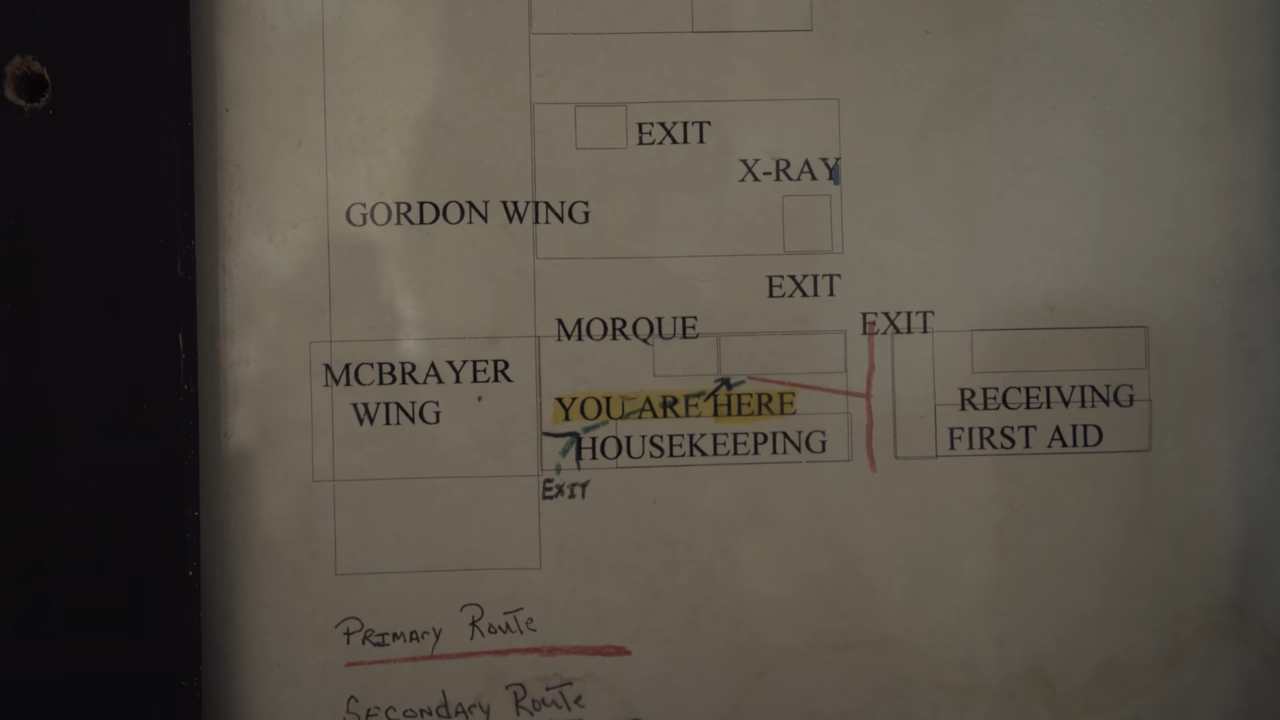 EXIT
X-RAY
GORDON WING
EXIT
EXIT
MORQUE
MCBRAYER
WING
YOU ARE HERE
HOUSEKEEPING
RECEIVING
FIRST AID
EXIT
PRIMARY ROUTE
SECONDARY ROUTE